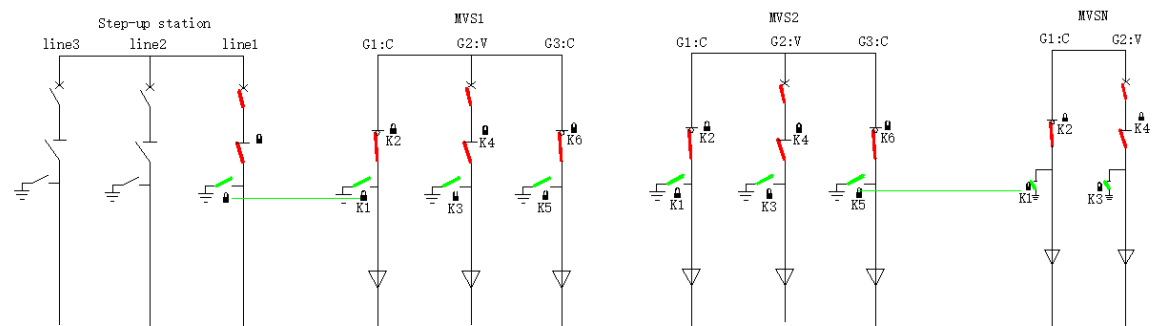 Step-up station
line3
line2
line1
MVS1
G1:C
G2:V
G3:C
K2
K4
K6
K1
K3
K5
MVS2
G1:C
G2:V
G3:C
K2
K4
K6
K1
K3
K5
MVSN
G1:C
G2:V
K2
K4
K1
K3